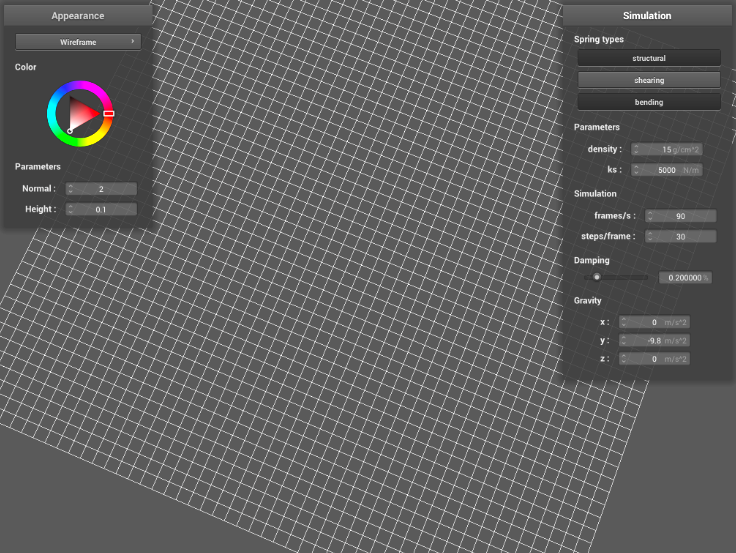 Appearance
Wireframe
Color
Parameters
Normal : 2
Height : 0.1
Simulation
Spring types
structural
shearing
bending
Parameters
density : 15 g/cm^2
ks : 5000 N/m
Simulation
frames/s : 90
steps/frame : 30
Damping
0.200000 %
Gravity
x : 0 m/s^2
y : -9.8 m/s^2
z : 0 m/s^2